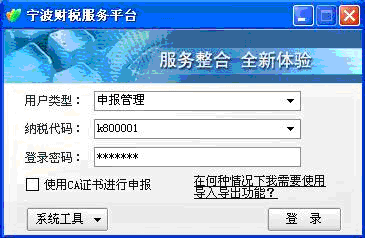 宁波财税服务平台
服务整合 全新体验
用户类型： 申报管理
纳税代码： k800001
登录密码： *******
使用CA证书进行申报
在何种情况下我需要使用
导入导出功能？
系统工具 登 录